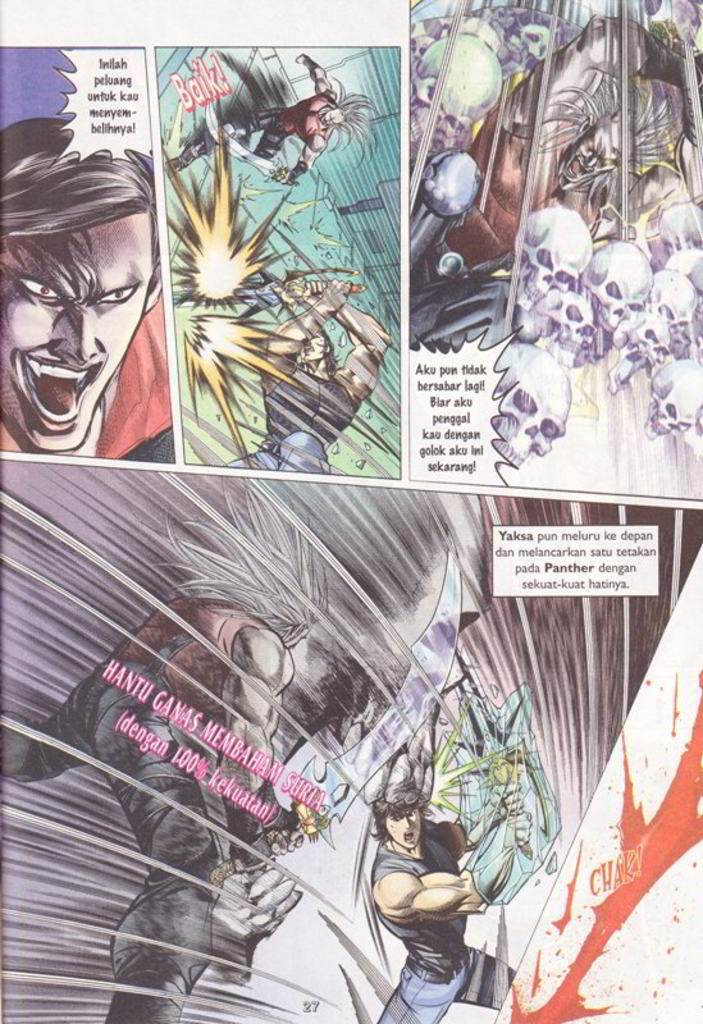 Inilah
peluang
untuk kau
menyem-
belihnya!
Baik!
Aku pun tidak
bersabar lagi!
Biar aku
penggal
kau dengan
golok aku ini
sekarang!
Yaksa pun meluru ke depan
dan melancarkan satu tetakan
pada Panther dengan
sekuat-kuat hatinya.
HANTU GANAS MEMBAHAM SURIA
(dengan 100% kekuatan)
CHAK!
27